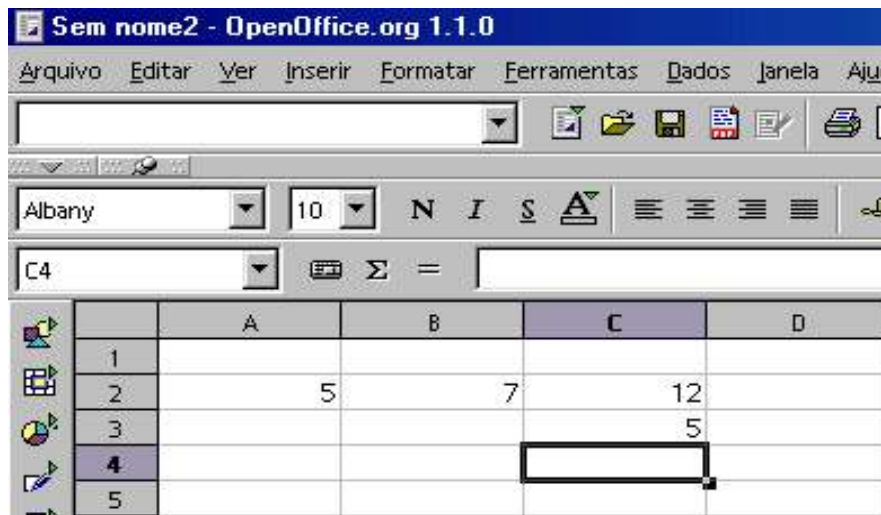 Sem nome2 - OpenOffice.org 1.1.0
Arquivo Editar Ver Inserir Formatar Ferramentas Dados Janela Aju
Albany 10 N I S A
C4 Σ =
A B C D
1
2 5 7 12
3 5
4
5